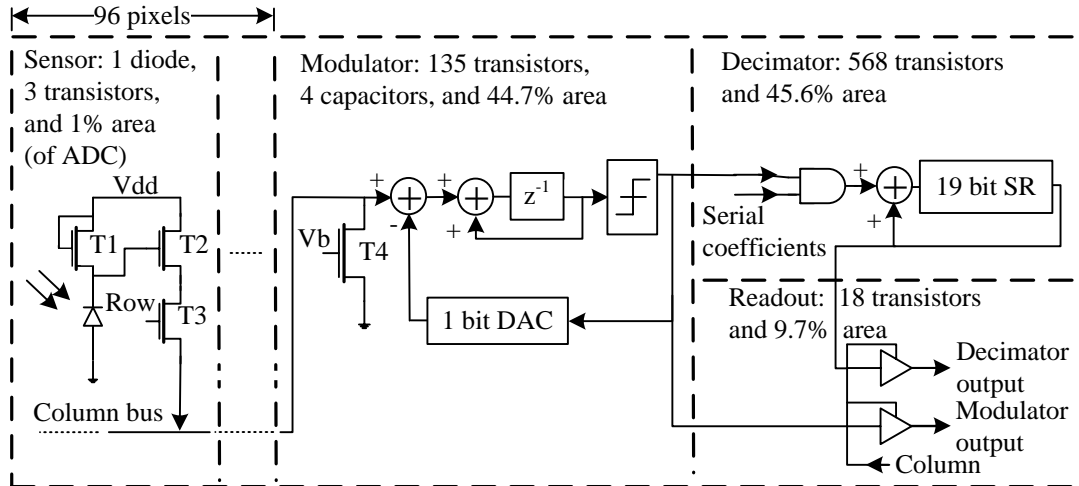 96 pixels
Sensor: 1 diode,
3 transistors,
and 1% area
(of ADC)
Vdd
T1
T2
Row
T3
Column bus
Modulator: 135 transistors,
4 capacitors, and 44.7% area
Vb
T4
+
-
+
+
z-1
1 bit DAC
Decimator: 568 transistors
and 45.6% area
Serial
coefficients
+
+
19 bit SR
Readout: 18 transistors
and 9.7% area
Decimator
output
Modulator
output
Column